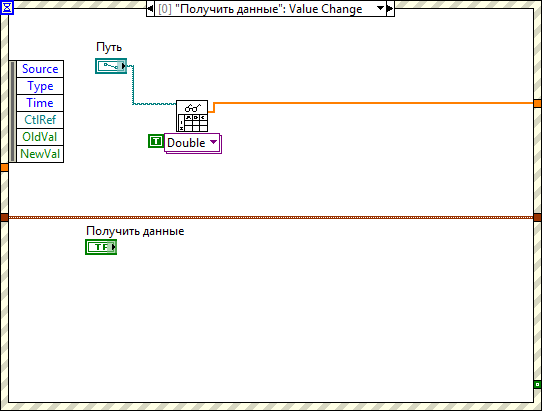 [0] "Получить данные": Value Change
Путь
Source
Type
Time
CtlRef
OldVal
NewVal
T
Double
Получить данные
TF